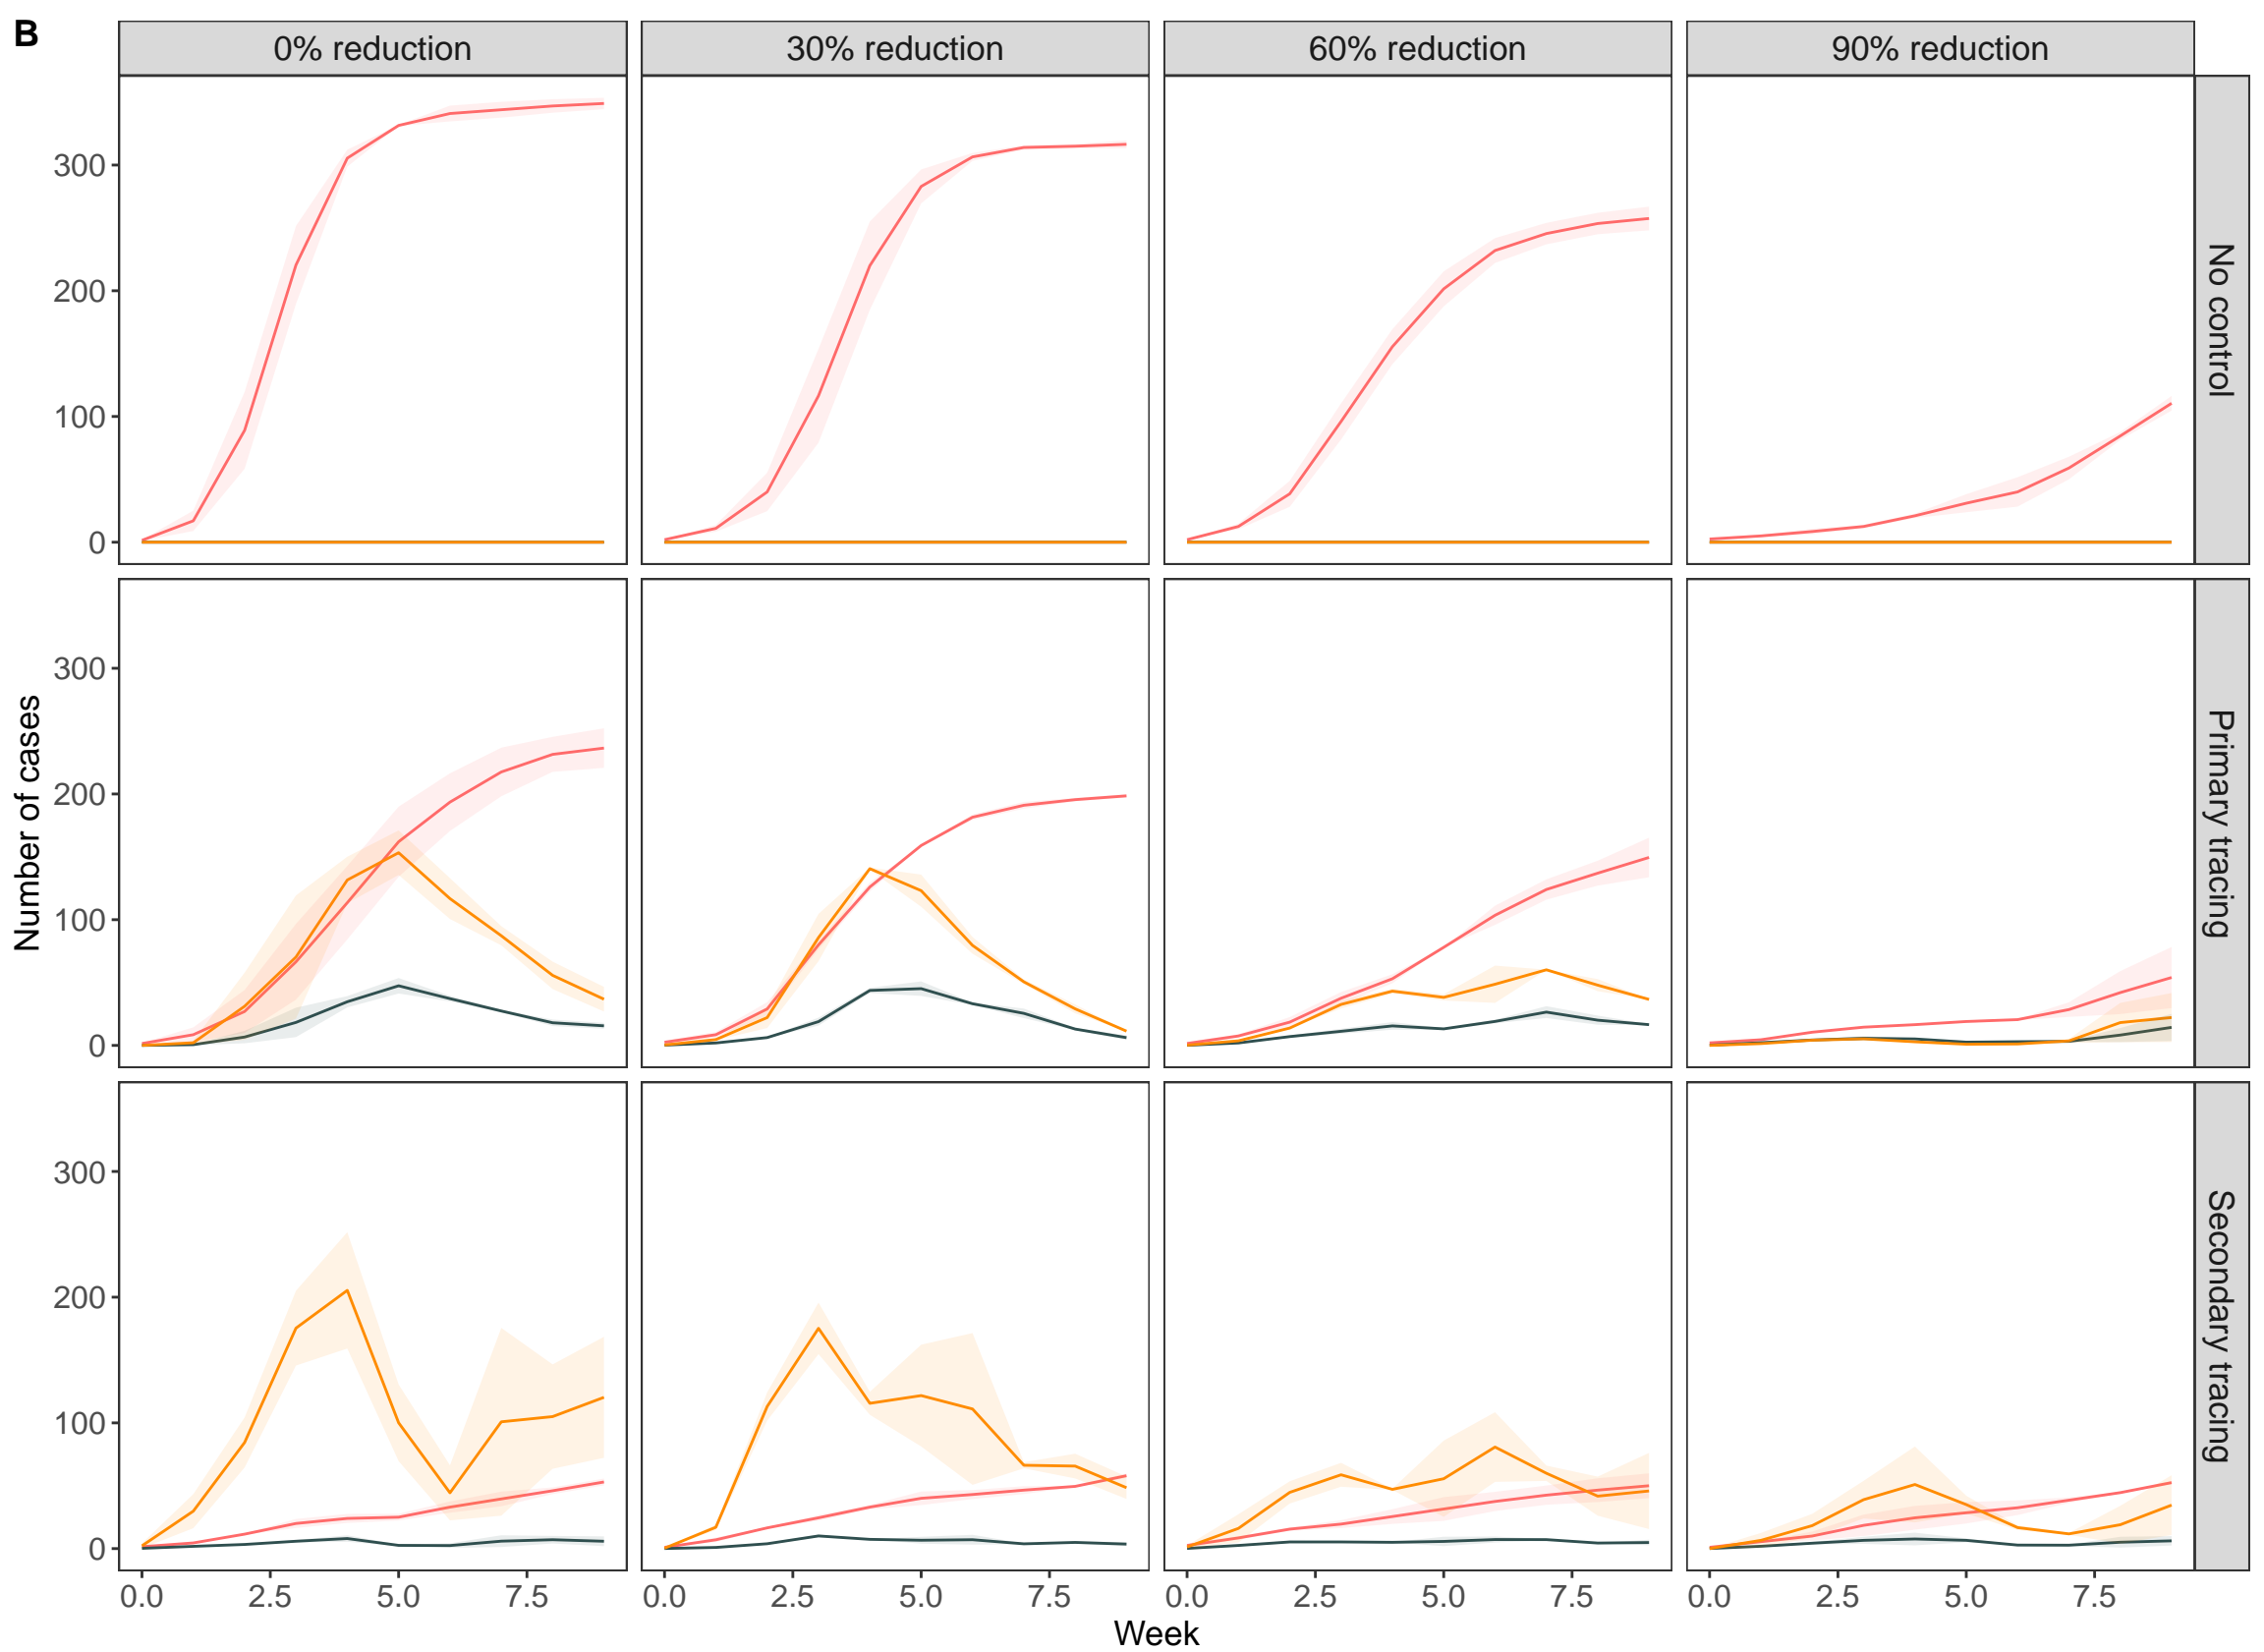 B
0% reduction
30% reduction
60% reduction
90% reduction
300
200
100
0
No control
Number of cases
300
200
100
0
Primary tracing
300
200
100
0
Secondary tracing
0.0 2.5 5.0 7.5
0.0 2.5 5.0 7.5
0.0 2.5 5.0 7.5
0.0 2.5 5.0 7.5
Week